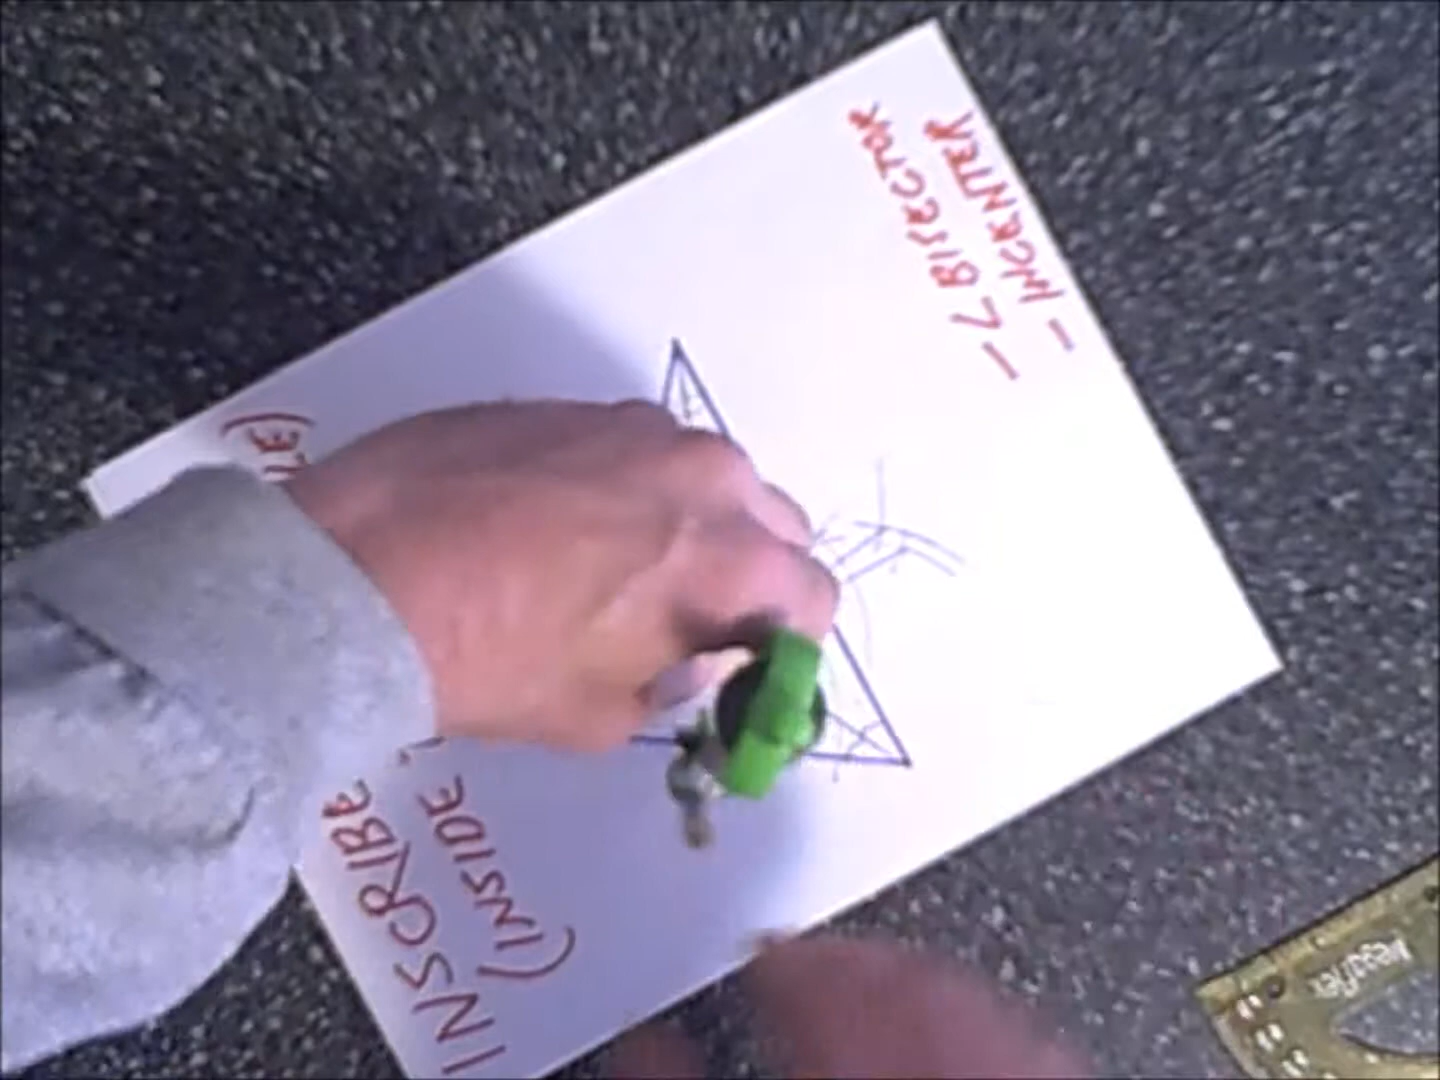 INSCRIBE
(INSIDE
- ∠ BISECTOR
- INCENTER